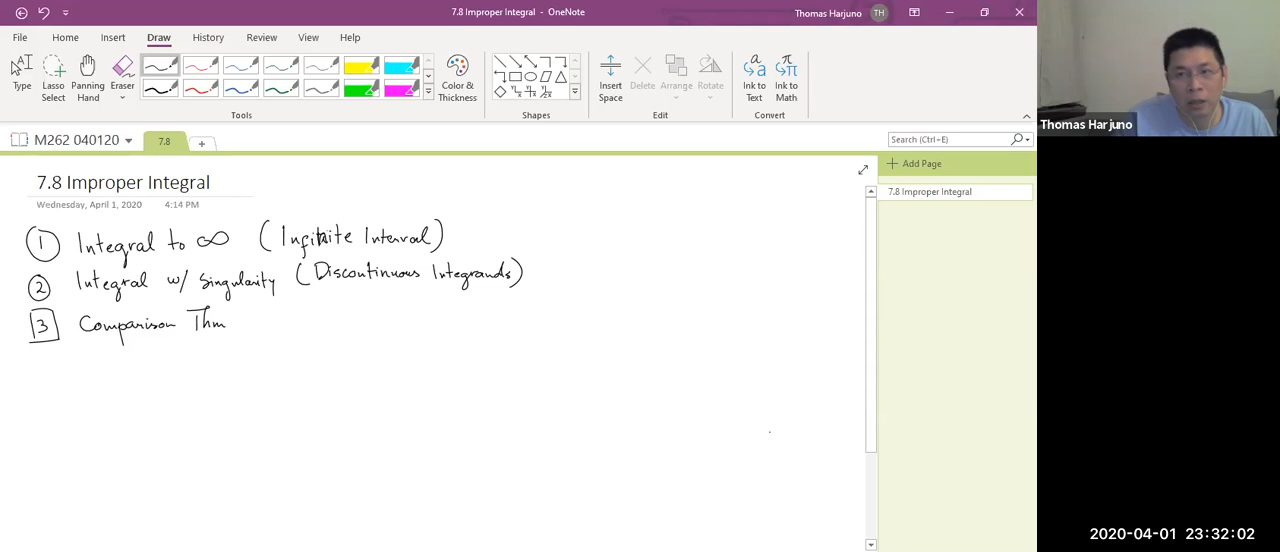 7.8 Improper Integral - OneNote
Thomas Harjuno TH
File Home Insert Draw History Review View Help
Type
Lasso Select
Panning Hand
Eraser
Color & Thickness
Insert Space
Delete
Arrange
Rotate
Ink to Text
Ink to Math
Tools
Shapes
Edit
Convert
M262 040120
7.8
Search (Ctrl+E)
Add Page
7.8 Improper Integral
7.8 Improper Integral
Wednesday, April 1, 2020 4:14 PM
1 Integral to ∞ (Infinite Interval)
2 Integral w/ Singularity (Discontinuous Integrands)
3 Comparison Thm
Thomas Harjuno
2020-04-01 23:32:02